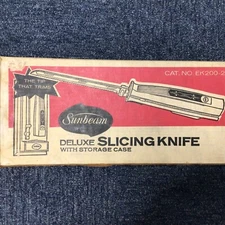 CAT. NO. EK200-2
THE TIP
THAT TRIMS
Sunbeam
DELUXE SLICING KNIFE
WITH STORAGE CASE